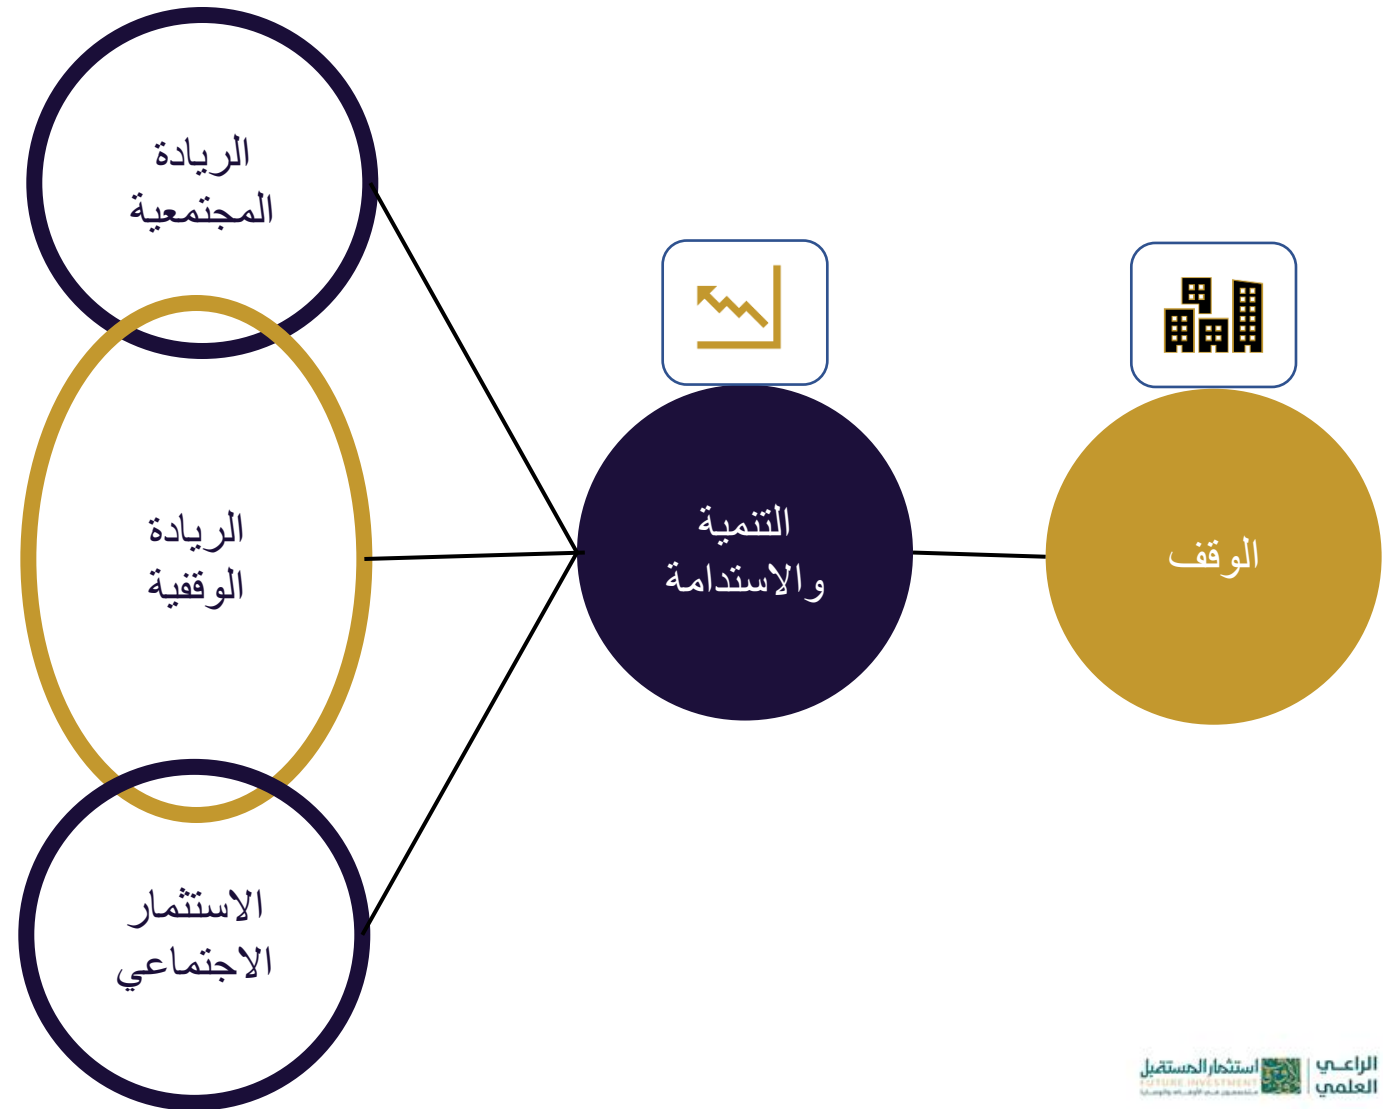 الوقف
التنمية
والاستدامة
الريادة
المجتمعية
الريادة
الوقفية
الاستثمار
الاجتماعي
الراعي
العلمي
استثمار المستقبل
FUTURE INVESTMENT